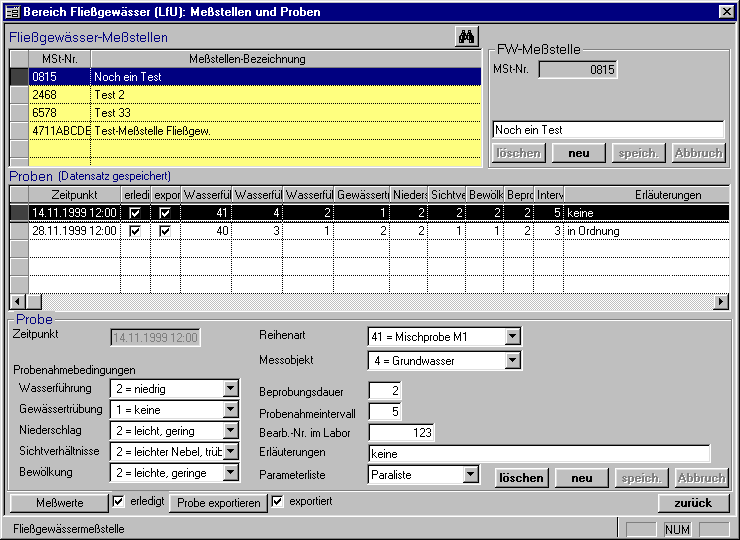 Bereich Fließgewässer (LfU): Meßstellen und Proben
Fließgewässer-Meßstellen
MSt-Nr. Meßstellen-Bezeichnung
0815 Noch ein Test
2468 Test 2
6578 Test 33
4711ABCDE Test-Meßstelle Fließgew.
FW-Meßstelle
MSt-Nr. 0815
Noch ein Test
löschen neu speich. Abbruch
Proben (Datensatz gespeichert)
Zeitpunkt erledi expor Wasserfül Wasserfül Wasserfül Gewässertr Nieders Sichtve Bewölk Bepro Interv Erläuterungen
14.11.1999 12:00 41 4 2 1 2 2 2 2 5 keine
28.11.1999 12:00 40 3 1 2 2 1 1 2 3 in Ordnung
Probe
Zeitpunkt 14.11.1999 12:00 Reihenart 41 = Mischprobe M1
Messobjekt 4 = Grundwasser
Probenahmebedingungen
Wasserführung 2 = niedrig Beprobungsdauer 2
Gewässertrübung 1 = keine Probenahmeintervall 5
Niederschlag 2 = leicht, gering Bearb.-Nr. im Labor 123
Sichtverhältnisse 2 = leichter Nebel, trüb Erläuterungen keine
Bewölkung 2 = leichte, geringe Parameterliste Paraliste löschen neu speich. Abbruch
Meßwerte erledigt Probe exportieren exportiert zurück
Fließgewässermeßstelle NUM